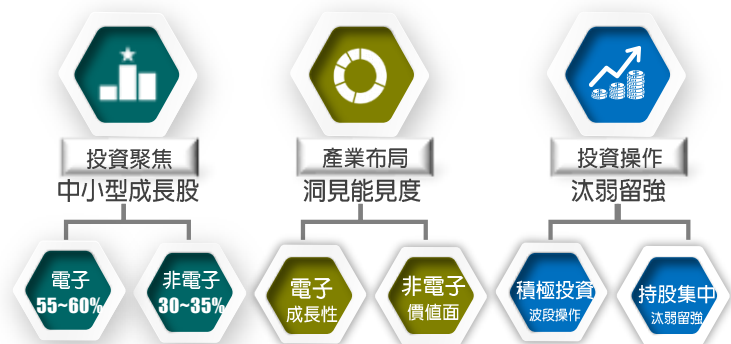 投資聚焦
中小型成長股
電子
55~60%
非電子
30~35%
產業布局
洞見能見度
電子
成長性
非電子
價值面
投資操作
汰弱留強
積極投資
波段操作
持股集中
汰弱留強